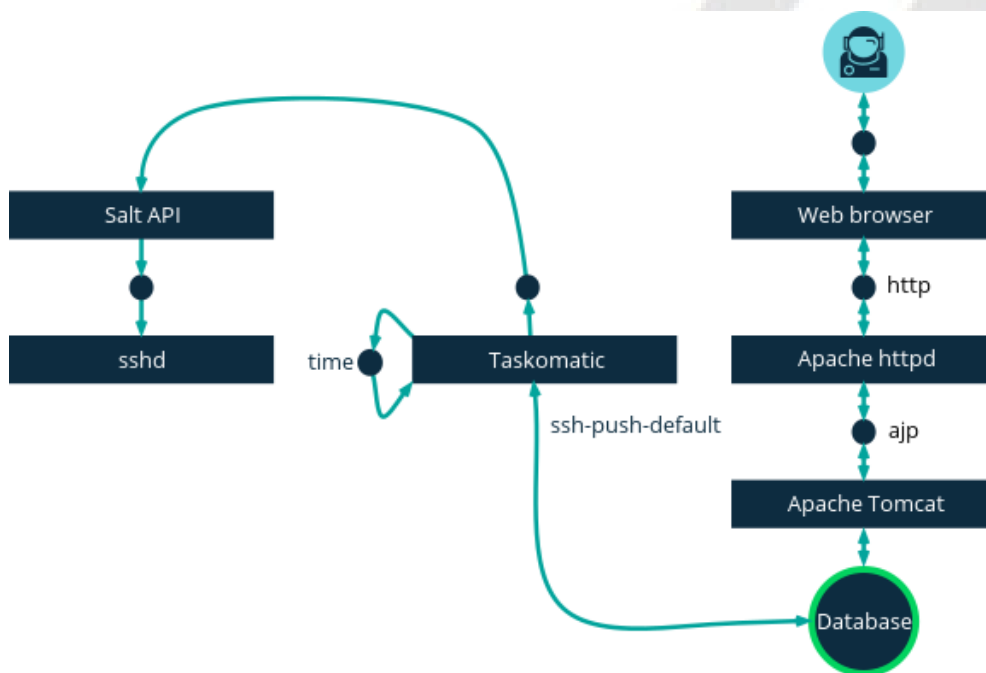 Salt API
Web browser
http
sshd
time
Taskomatic
Apache httpd
ssh-push-default
ajp
Apache Tomcat
Database